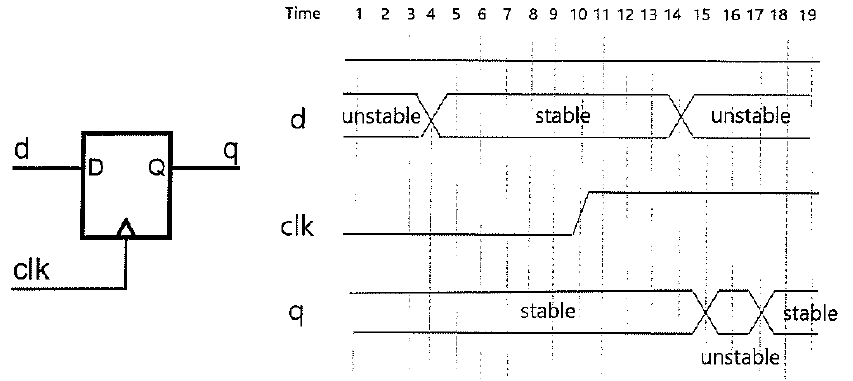 Time 1 2 3 4 5 6 7 8 9 10 11 12 13 14 15 16 17 18 19
d unstable stable unstable
d q
D Q
clk
clk
q stable stable
unstable